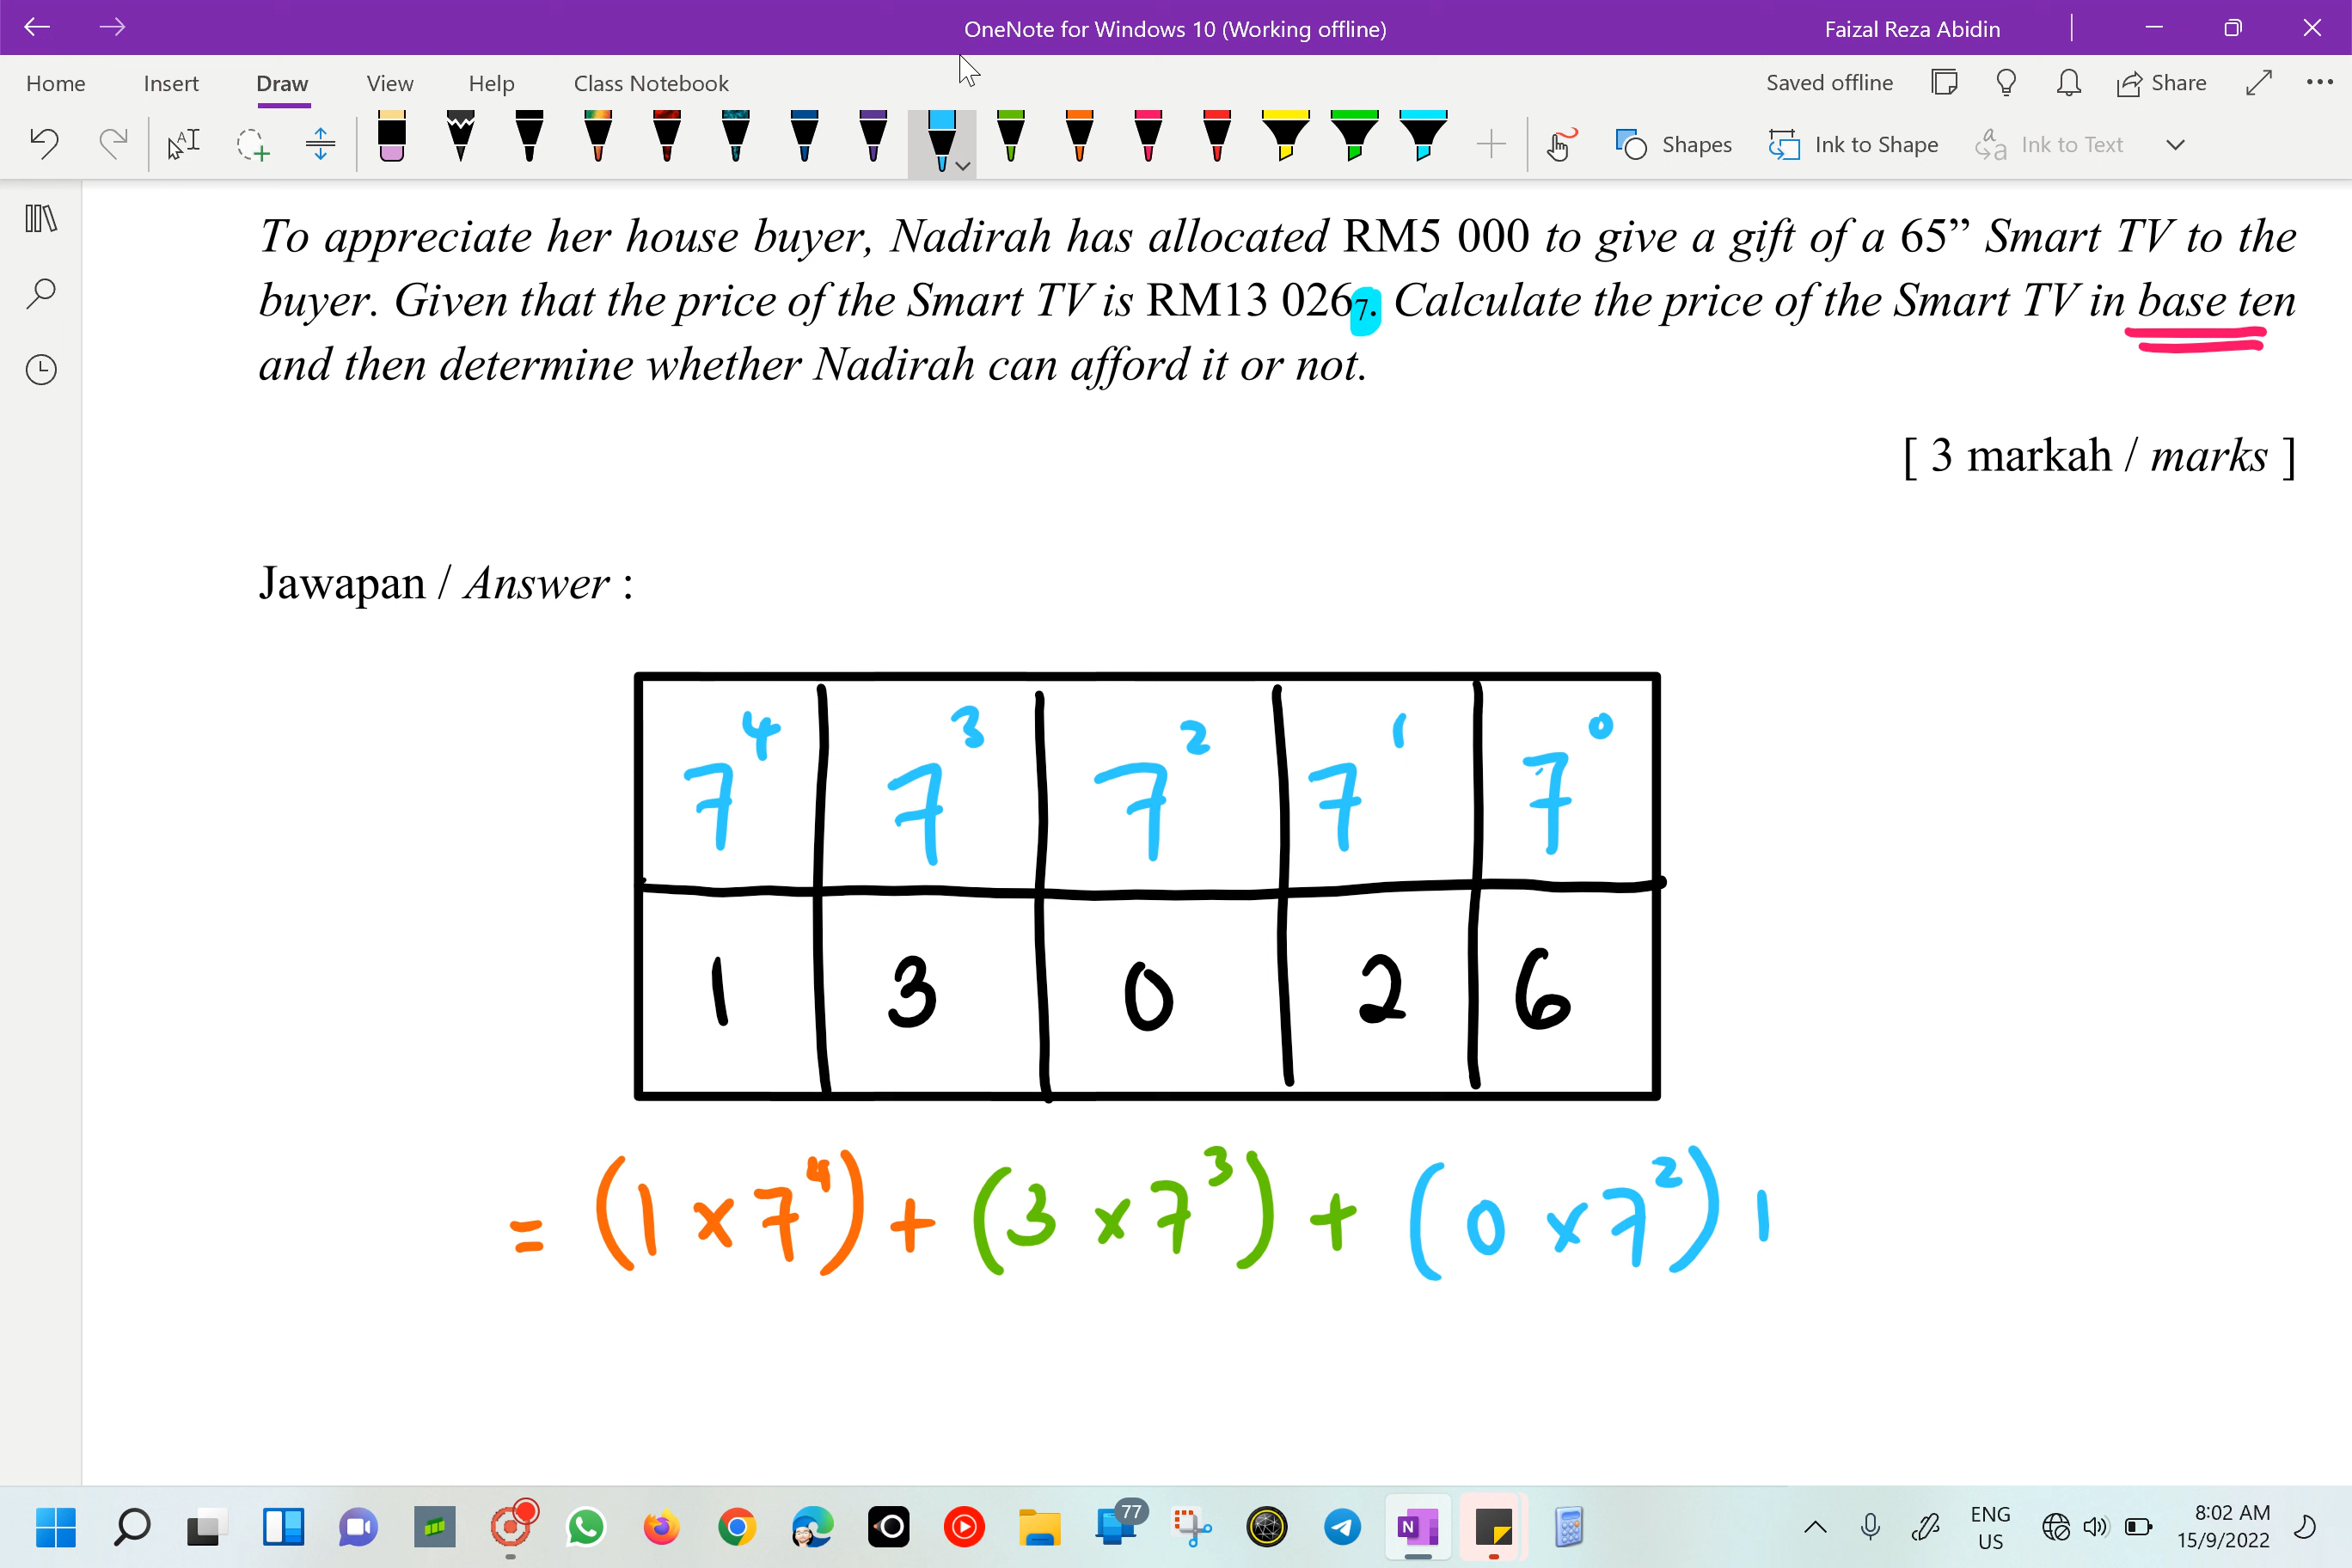 OneNote for Windows 10 (Working offline)
Faizal Reza Abidin
Home Insert Draw View Help Class Notebook
Saved offline Share
Shapes Ink to Shape Ink to Text
To appreciate her house buyer, Nadirah has allocated RM5 000 to give a gift of a 65” Smart TV to the
buyer. Given that the price of the Smart TV is RM13 026₇. Calculate the price of the Smart TV in base ten
and then determine whether Nadirah can afford it or not.
[ 3 markah / marks ]
Jawapan / Answer :
7⁴ 7³ 7² 7¹ 7⁰
1 3 0 2 6
= (1 × 7⁴) + (3 × 7³) + (0 × 7²) 1
77
ENG
US
8:02 AM
15/9/2022